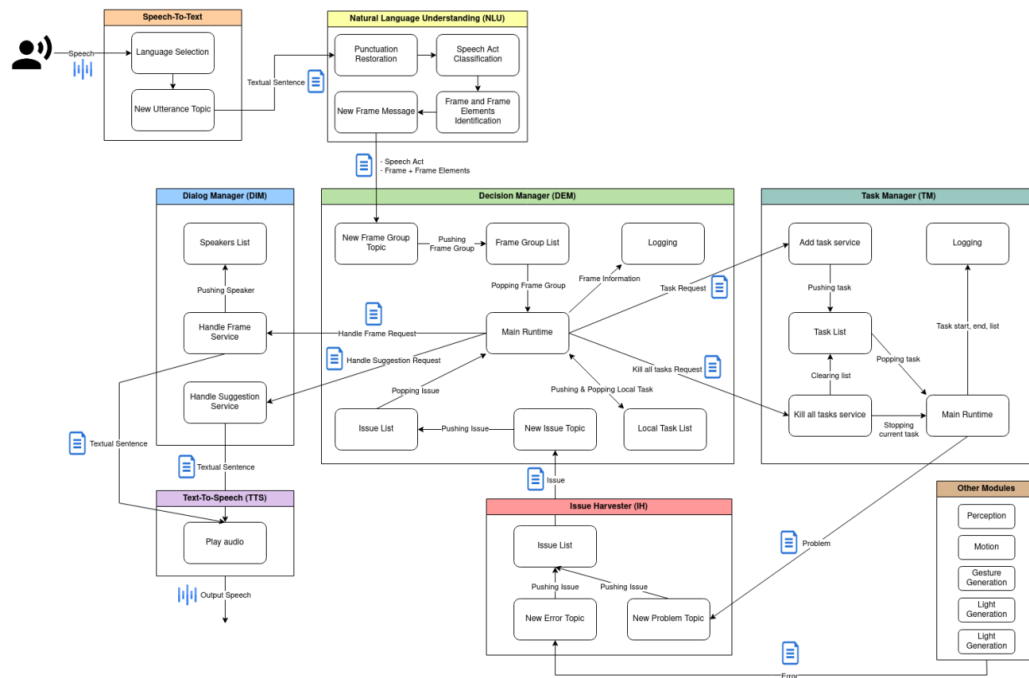 Speech-To-Text
Speech
Language Selection
New Utterance Topic
Textual Sentence
Natural Language Understanding (NLU)
Punctuation
Restoration
Speech Act
Classification
New Frame Message
Frame and Frame
Elements
Identification
- Speech Act
- Frame + Frame Elements
Dialog Manager (DIM)
Speakers List
Pushing Speaker
Handle Frame
Service
Handle Suggestion
Service
Decision Manager (DEM)
New Frame Group
Topic
Pushing
Frame Group
Frame Group List
Logging
Popping Frame Group
Frame Information
Main Runtime
Handle Frame Request
Handle Suggestion Request
Popping Issue
Pushing & Popping Local Task
Issue List
Pushing Issue
New Issue Topic
Local Task List
Task Request
Kill all tasks Request
Task Manager (TM)
Add task service
Logging
Pushing task
Task List
Task start, end, list
Popping task
Clearing list
Kill all tasks service
Stopping
current task
Main Runtime
Textual Sentence
Textual Sentence
Text-To-Speech (TTS)
Play audio
Output Speech
Issue
Issue Harvester (IH)
Issue List
Pushing Issue
Pushing Issue
New Error Topic
New Problem Topic
Problem
Other Modules
Perception
Motion
Gesture
Generation
Light
Generation
Light
Generation
Error